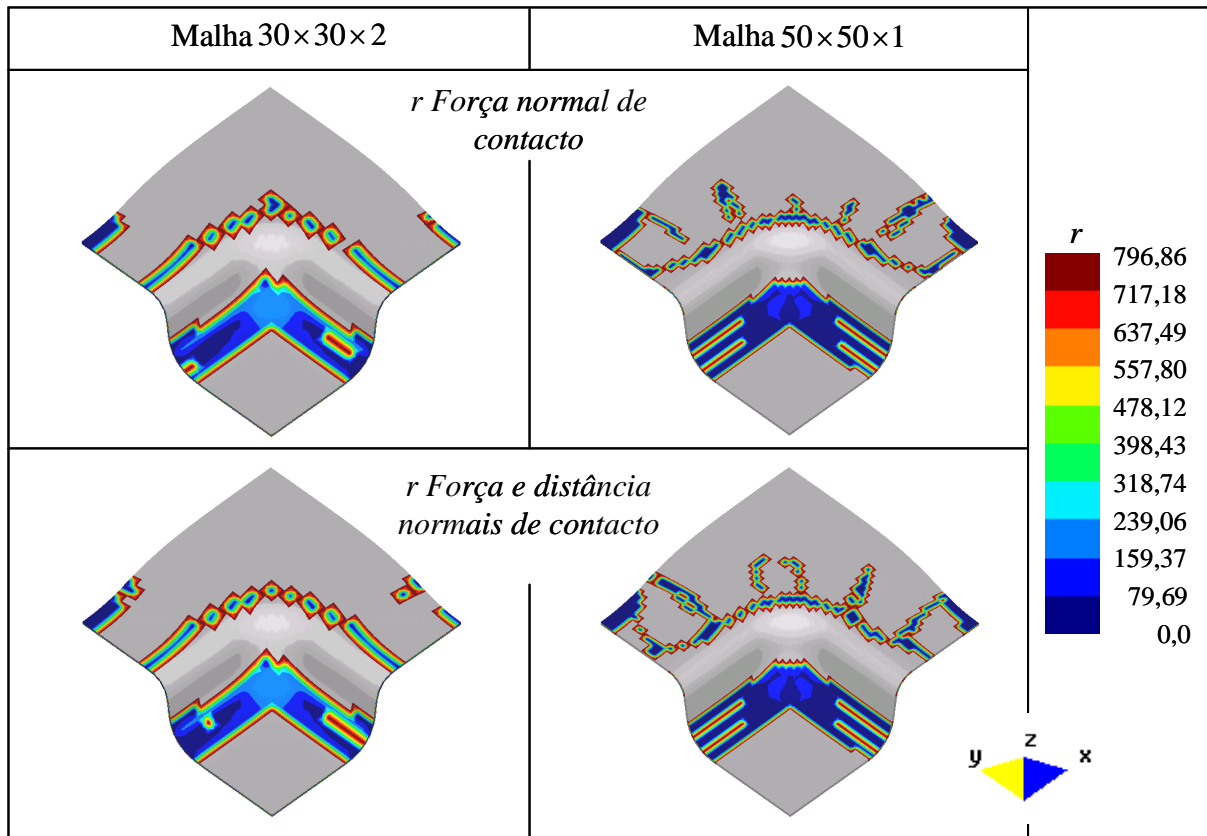 Malha 30×30×2
Malha 50×50×1
r Força normal de
contacto
r Força e distância
normais de contacto
r
796,86
717,18
637,49
557,80
478,12
398,43
318,74
239,06
159,37
79,69
0,0
y
z
x